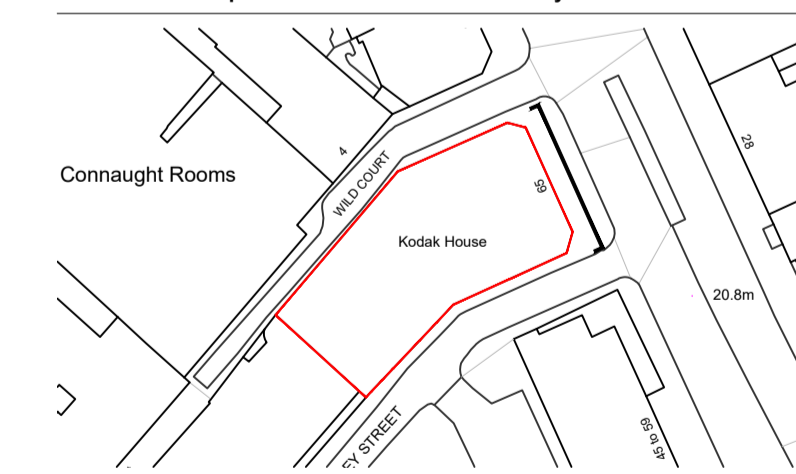 28
4
Connaught Rooms
WILD COURT
65
Kodak House
20.8m
EY STREET
45 to 59